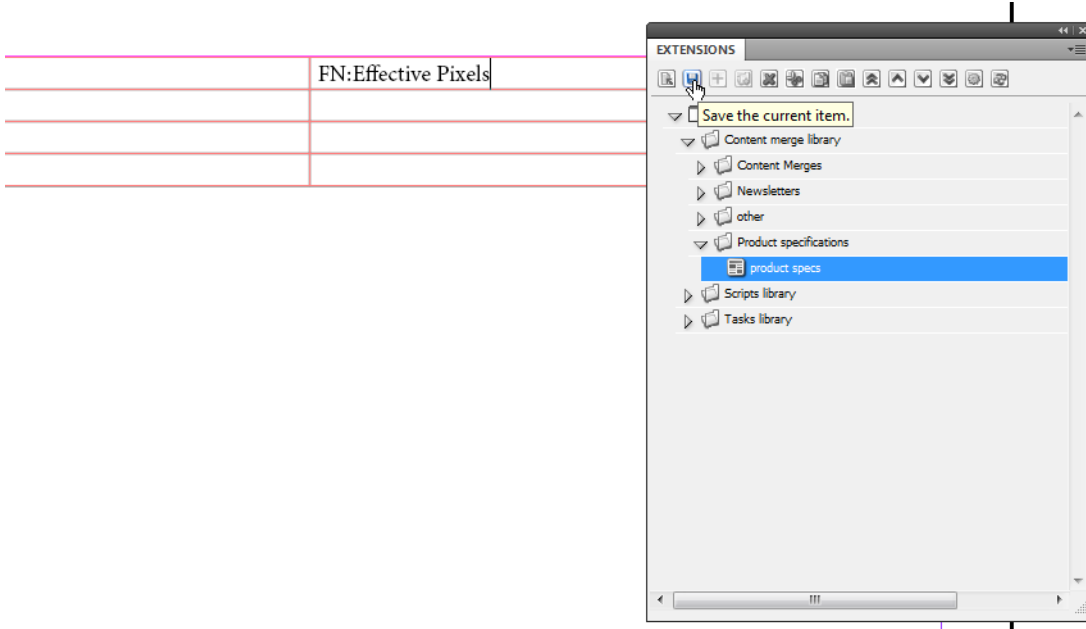 FN:Effective Pixels
EXTENSIONS
Save the current item.
Content merge library
Content Merges
Newsletters
other
Product specifications
product specs
Scripts library
Tasks library